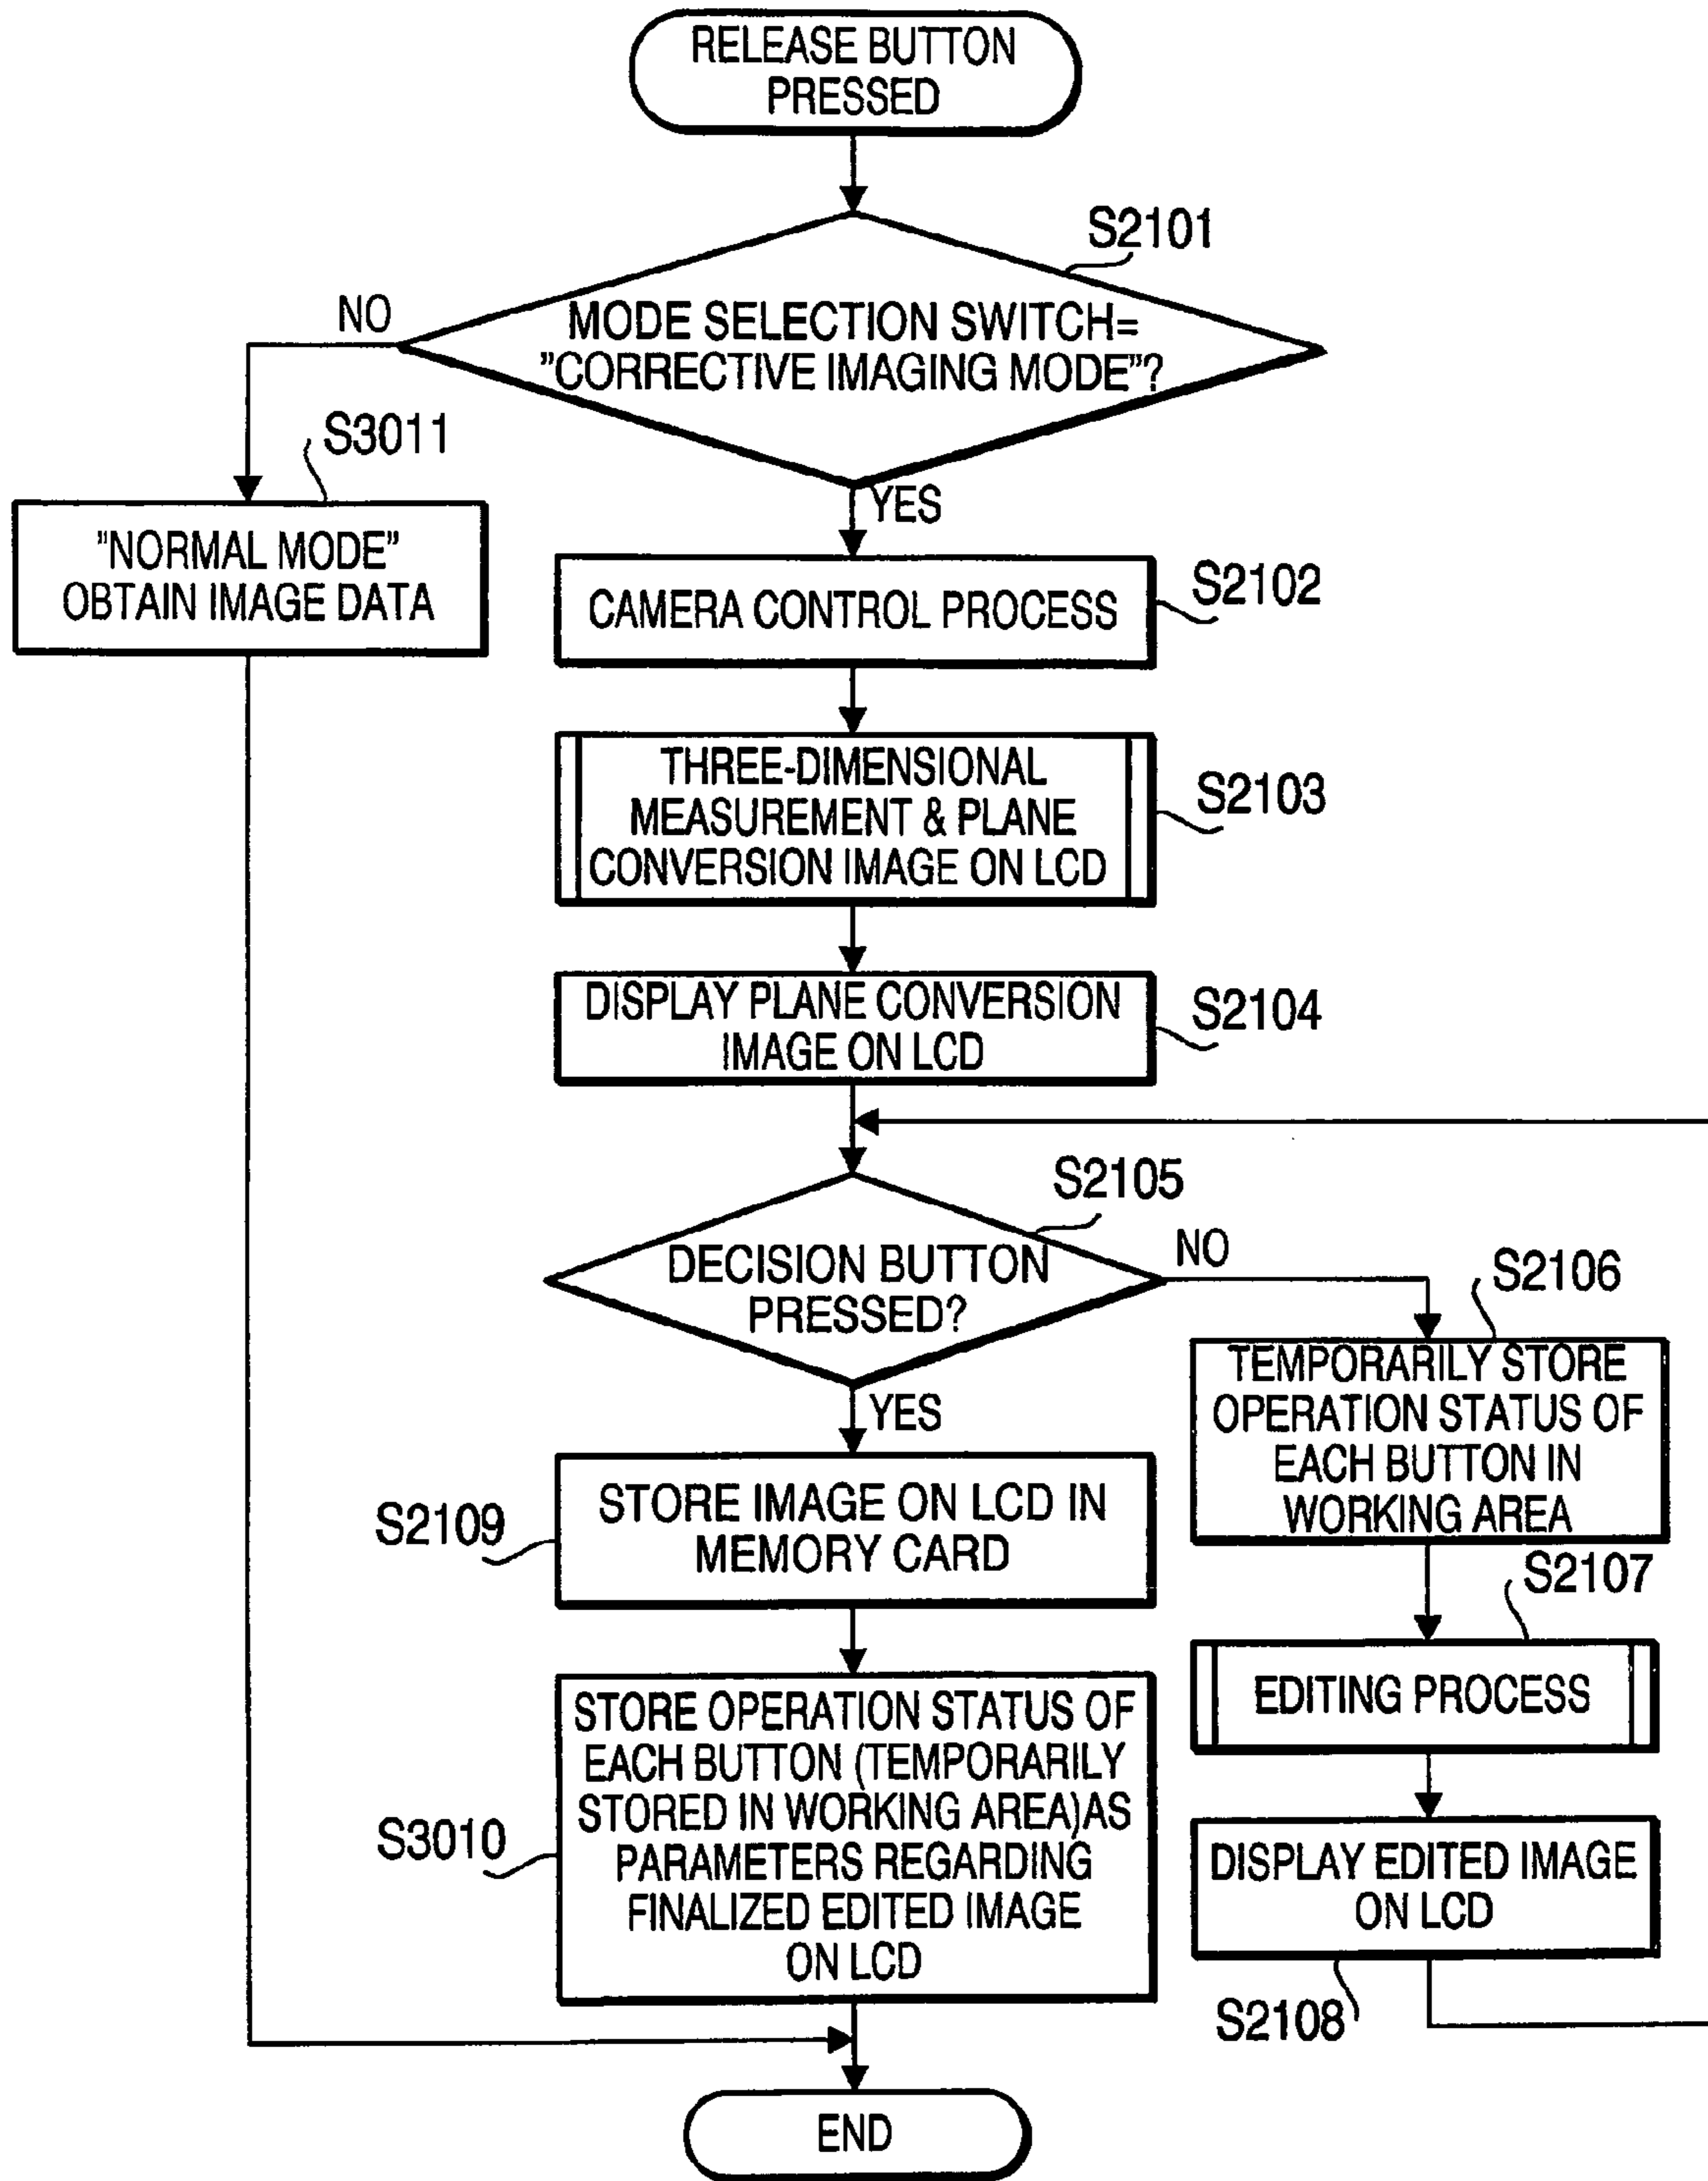 RELEASE BUTTON
PRESSED
S2101
NO
MODE SELECTION SWITCH=
"CORRECTIVE IMAGING MODE"?
S3011
YES
"NORMAL MODE"
OBTAIN IMAGE DATA
CAMERA CONTROL PROCESS
S2102
THREE-DIMENSIONAL
MEASUREMENT & PLANE
CONVERSION IMAGE ON LCD
S2103
DISPLAY PLANE CONVERSION
IMAGE ON LCD
S2104
S2105
DECISION BUTTON
PRESSED?
NO
S2106
TEMPORARILY STORE
OPERATION STATUS OF
EACH BUTTON IN
WORKING AREA
YES
S2109
STORE IMAGE ON LCD IN
MEMORY CARD
S2107
EDITING PROCESS
S3010
STORE OPERATION STATUS OF
EACH BUTTON (TEMPORARILY
STORED IN WORKING AREA)AS
PARAMETERS REGARDING
FINALIZED EDITED IMAGE
ON LCD
DISPLAY EDITED IMAGE
ON LCD
S2108
END